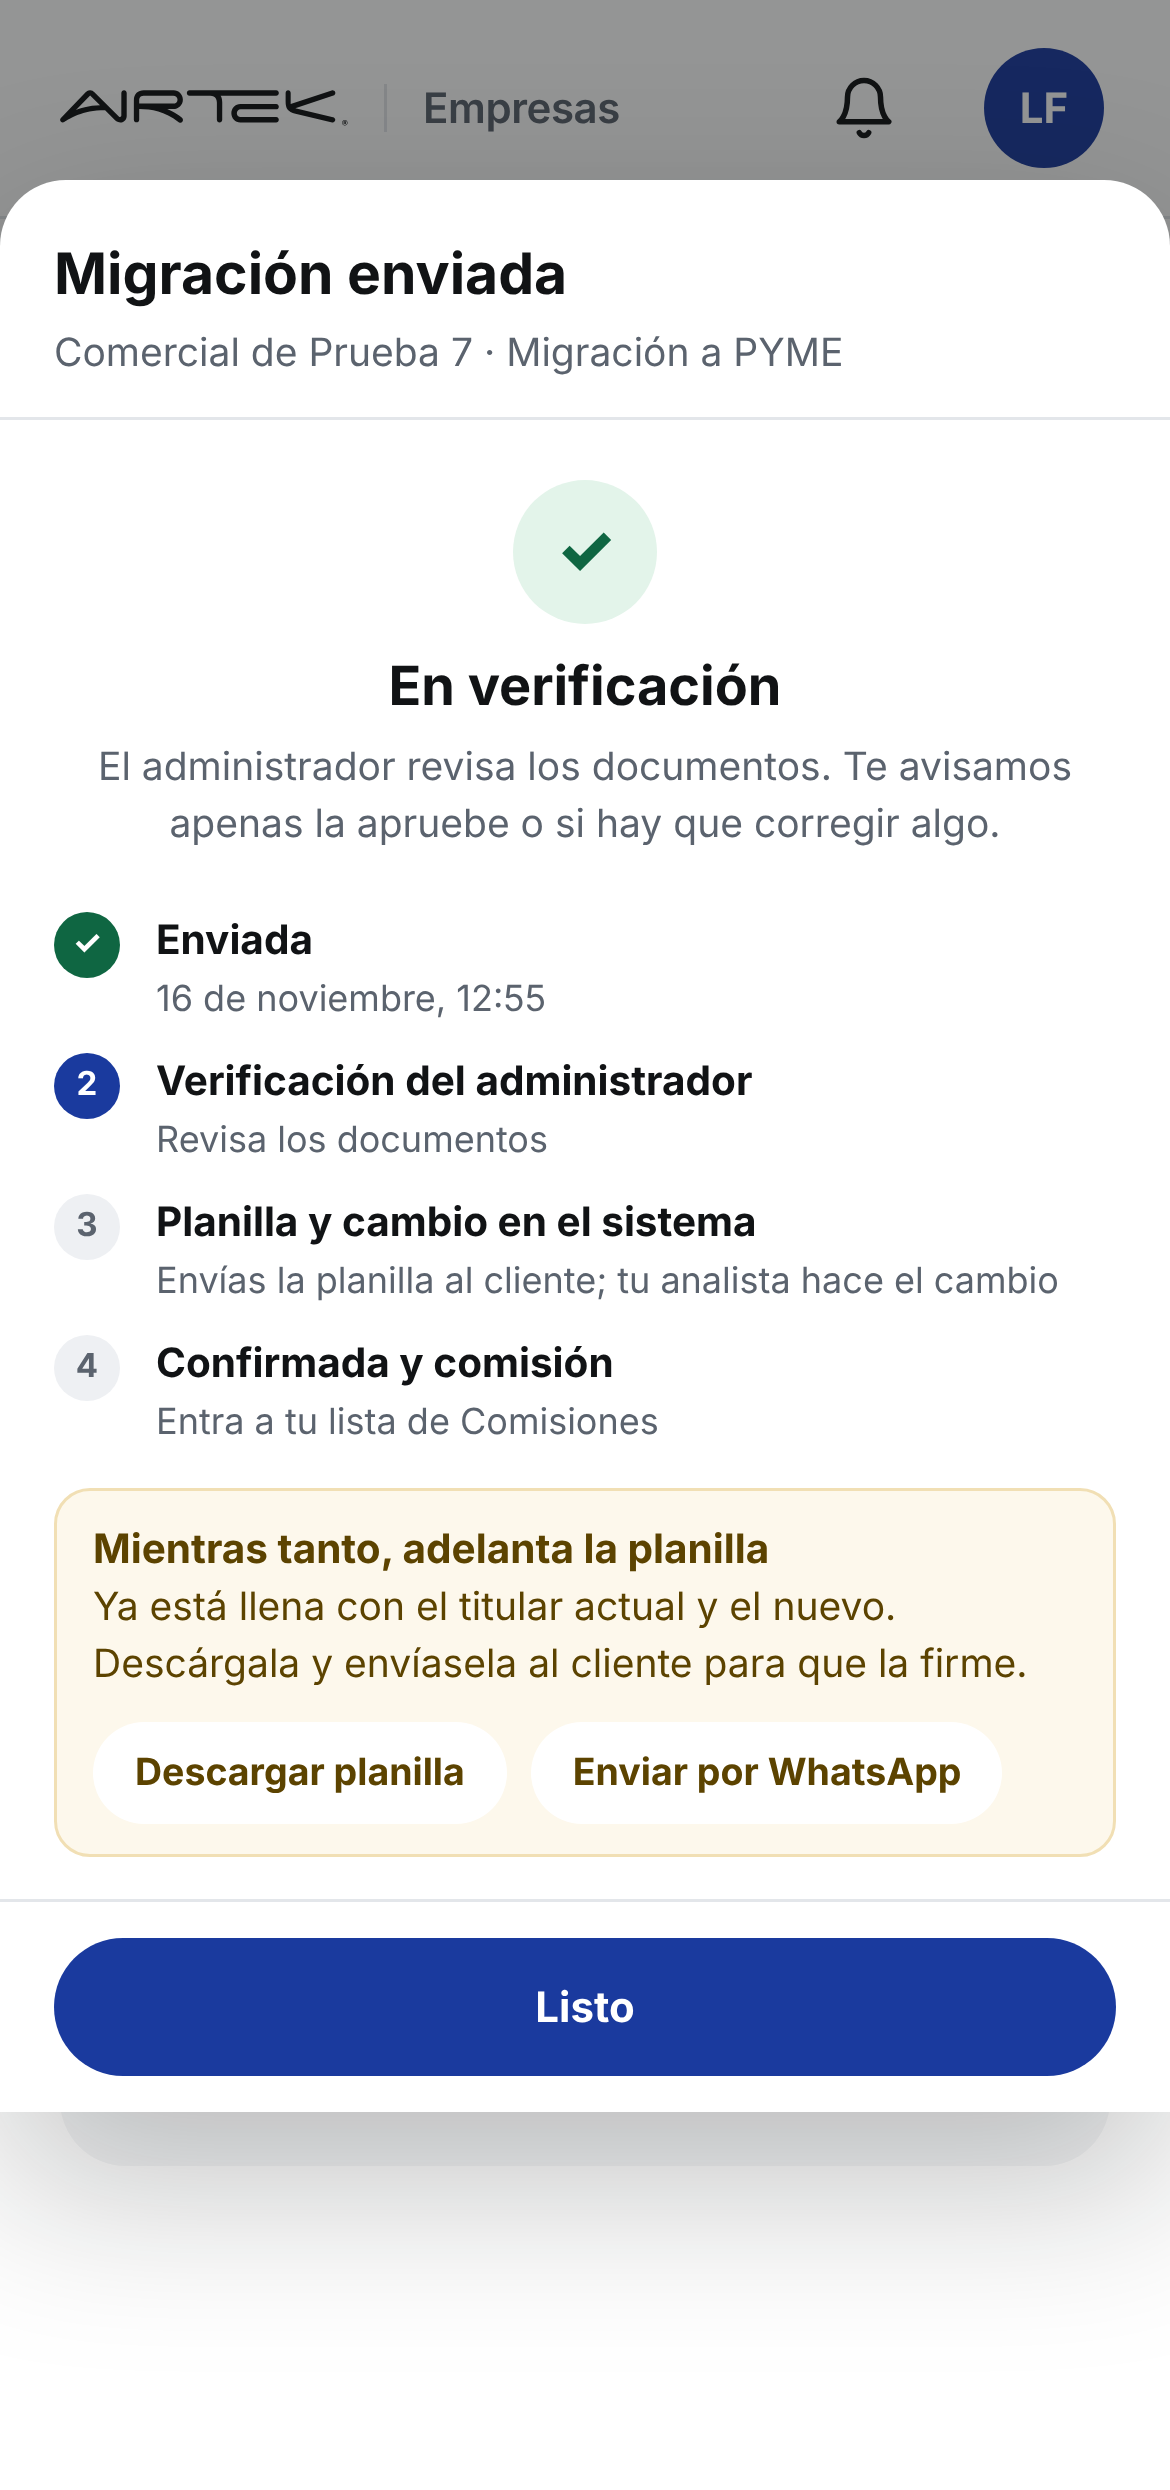 AIRTEK
Empresas
LF
Migración enviada
Comercial de Prueba 7 · Migración a PYME
En verificación
El administrador revisa los documentos. Te avisamos
apenas la apruebe o si hay que corregir algo.
Enviada
16 de noviembre, 12:55
2
Verificación del administrador
Revisa los documentos
3
Planilla y cambio en el sistema
Envías la planilla al cliente; tu analista hace el cambio
4
Confirmada y comisión
Entra a tu lista de Comisiones
Mientras tanto, adelanta la planilla
Ya está llena con el titular actual y el nuevo.
Descárgala y envíasela al cliente para que la firme.
Descargar planilla
Enviar por WhatsApp
Listo